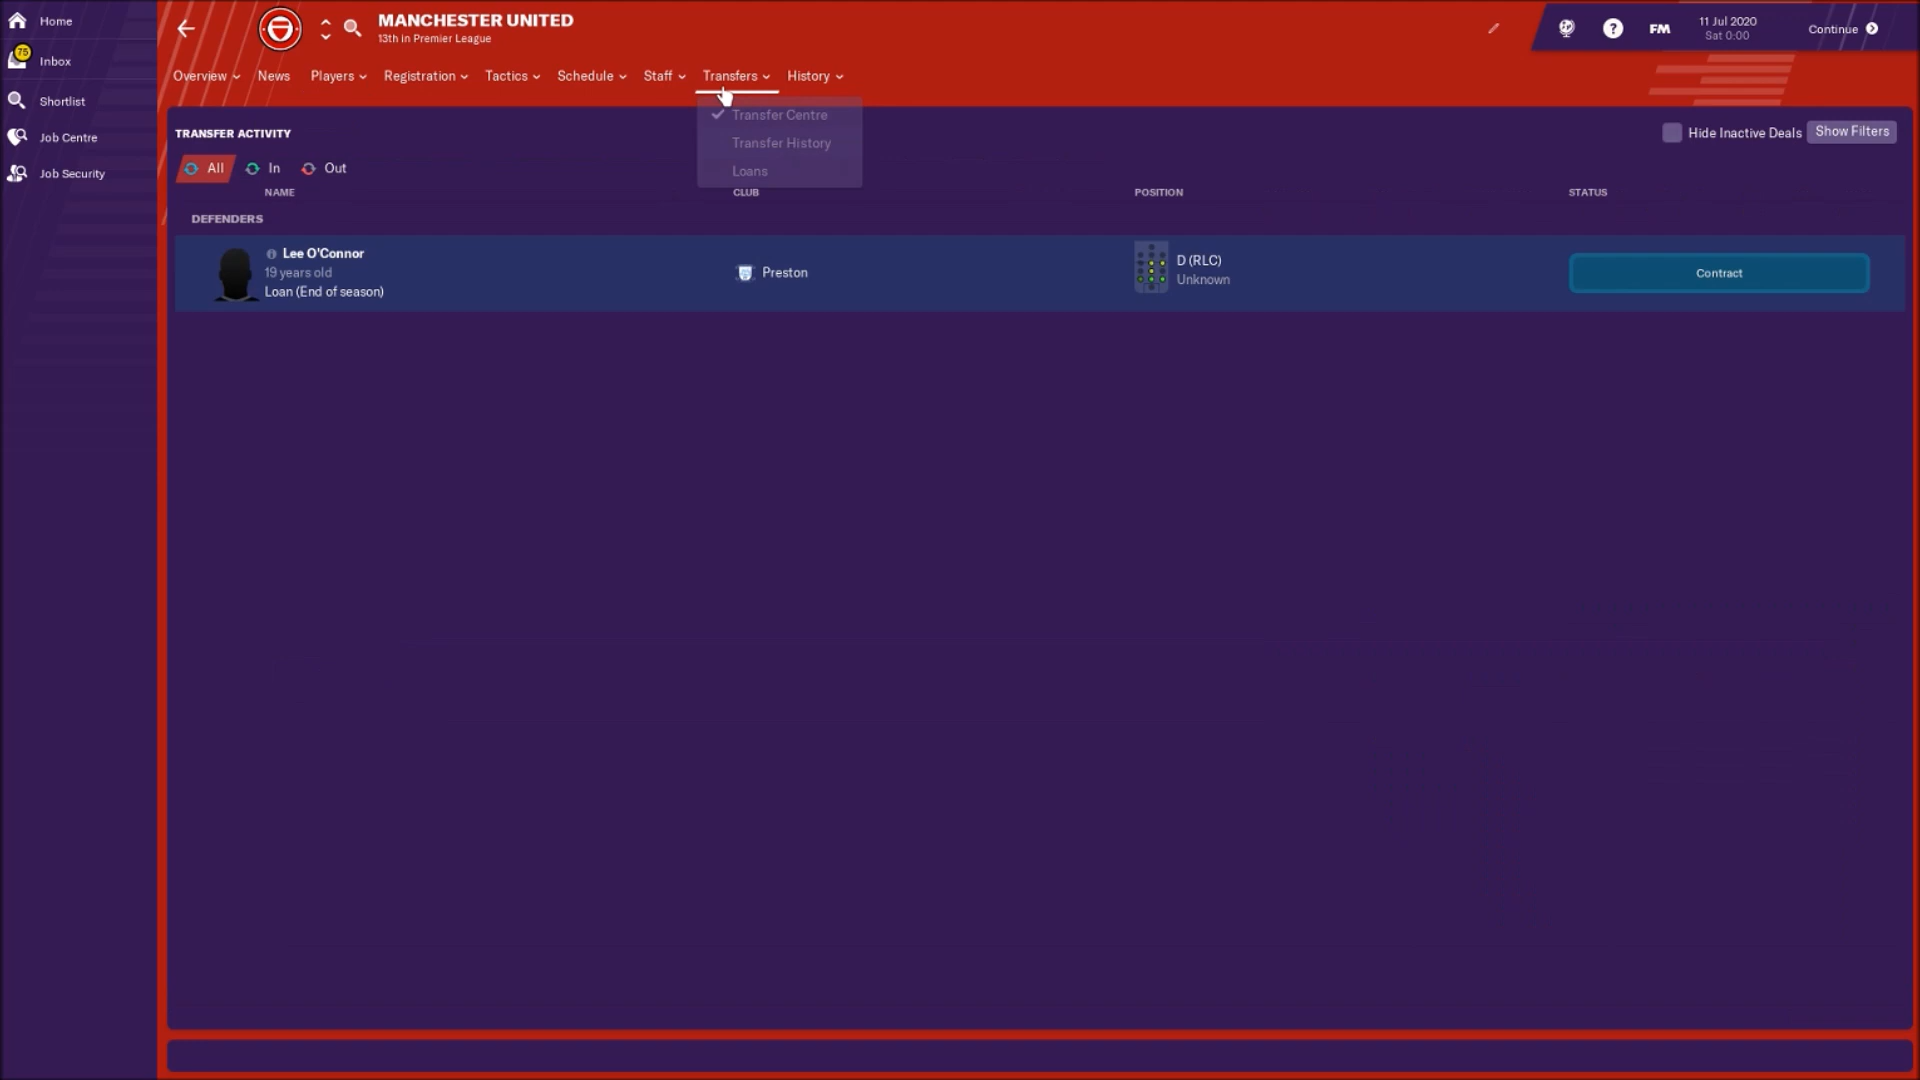 Home
75
Inbox
Shortlist
Job Centre
Job Security
MANCHESTER UNITED
13th in Premier League
?
FM
11 Jul 2020
Sat 0:00
Continue
Overview
News
Players
Registration
Tactics
Schedule
Staff
Transfers
History
Transfer Centre
Transfer History
Loans
TRANSFER ACTIVITY
Hide Inactive Deals
Show Filters
All
In
Out
NAME
CLUB
POSITION
STATUS
DEFENDERS
Lee O'Connor
19 years old
Loan (End of season)
Preston
D (RLC)
Unknown
Contract